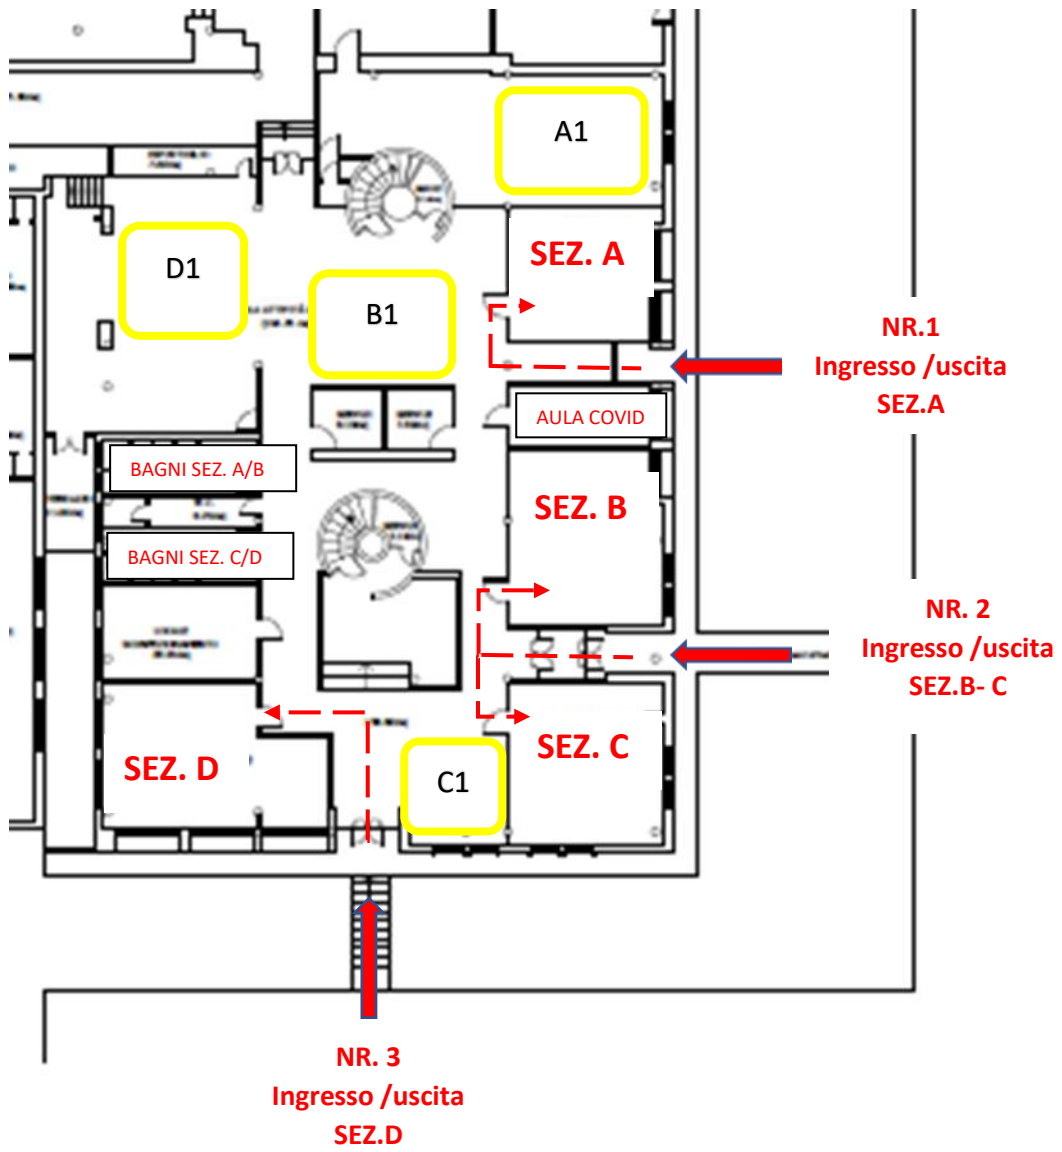 A1
SEZ. A
D1
B1
NR.1
Ingresso /uscita
SEZ.A
AULA COVID
BAGNI SEZ. A/B
SEZ. B
BAGNI SEZ. C/D
NR. 2
Ingresso /uscita
SEZ.B- C
SEZ. C
SEZ. D
C1
NR. 3
Ingresso /uscita
SEZ.D